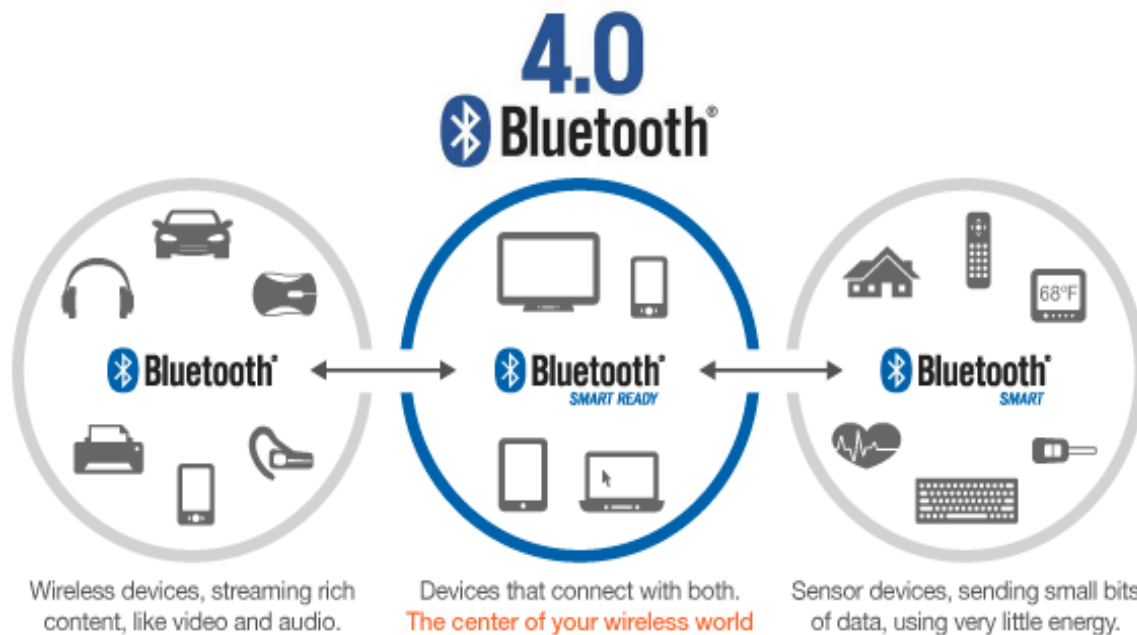 4.0
Bluetooth®
Bluetooth®
Bluetooth®
SMART READY
68°F
Bluetooth®
SMART
Wireless devices, streaming rich
content, like video and audio.
Devices that connect with both.
The center of your wireless world
Sensor devices, sending small bits
of data, using very little energy.